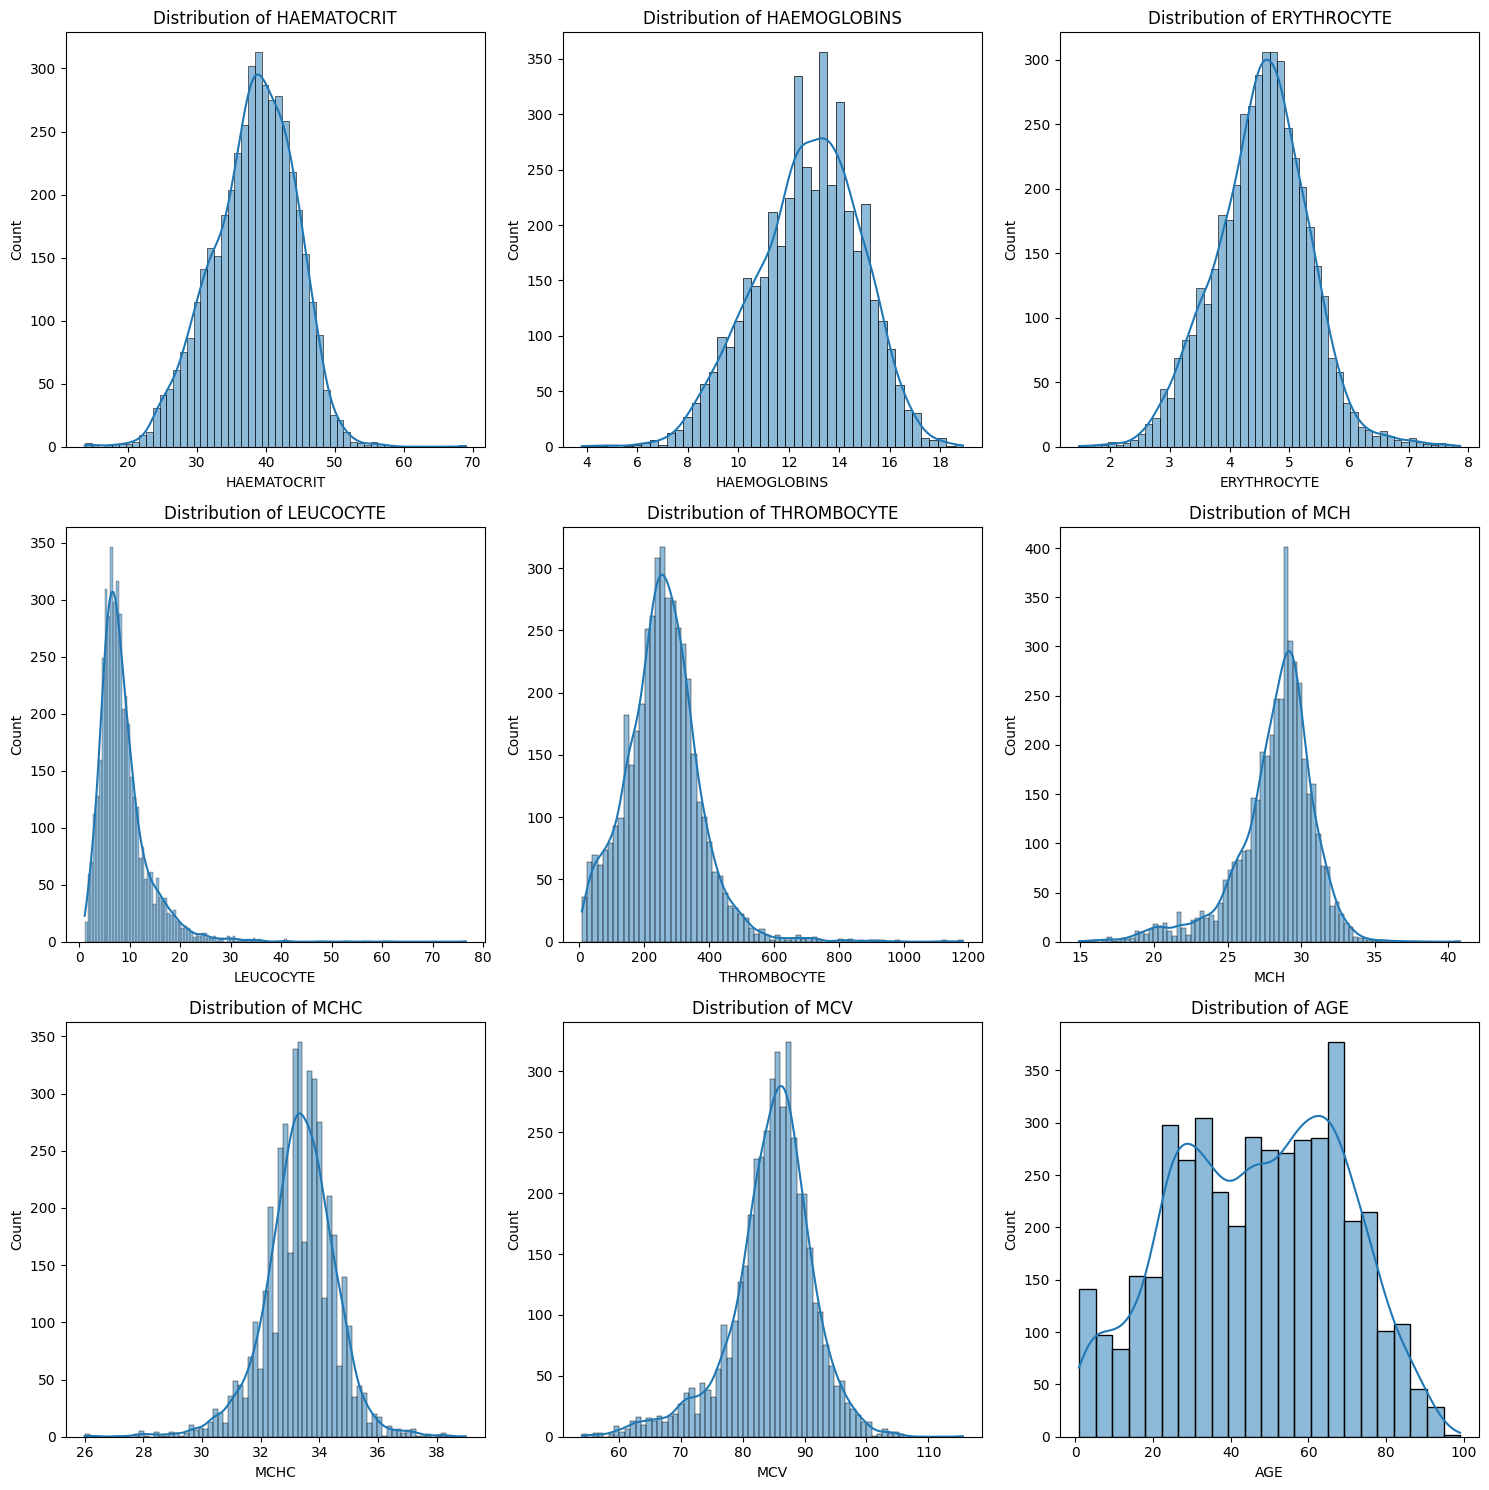 Distribution of HAEMATOCRIT
Count
300
250
200
150
100
50
0
20 30 40 50 60 70
HAEMATOCRIT
Distribution of HAEMOGLOBINS
Count
350
300
250
200
150
100
50
0
4 6 8 10 12 14 16 18
HAEMOGLOBINS
Distribution of ERYTHROCYTE
Count
300
250
200
150
100
50
0
2 3 4 5 6 7 8
ERYTHROCYTE
Distribution of LEUCOCYTE
Count
350
300
250
200
150
100
50
0
0 10 20 30 40 50 60 70 80
LEUCOCYTE
Distribution of THROMBOCYTE
Count
300
250
200
150
100
50
0
0 200 400 600 800 1000 1200
THROMBOCYTE
Distribution of MCH
Count
400
350
300
250
200
150
100
50
0
15 20 25 30 35 40
MCH
Distribution of MCHC
Count
350
300
250
200
150
100
50
0
26 28 30 32 34 36 38
MCHC
Distribution of MCV
Count
300
250
200
150
100
50
0
60 70 80 90 100 110
MCV
Distribution of AGE
Count
350
300
250
200
150
100
50
0
0 20 40 60 80 100
AGE